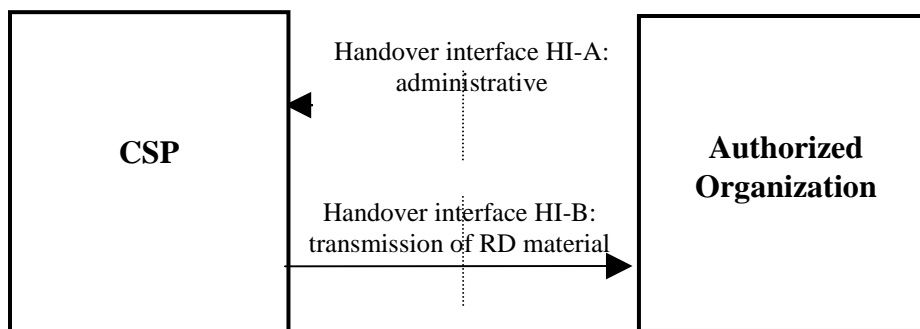 CSP
Handover interface HI-A:
administrative
Handover interface HI-B:
transmission of RD material
Authorized
Organization